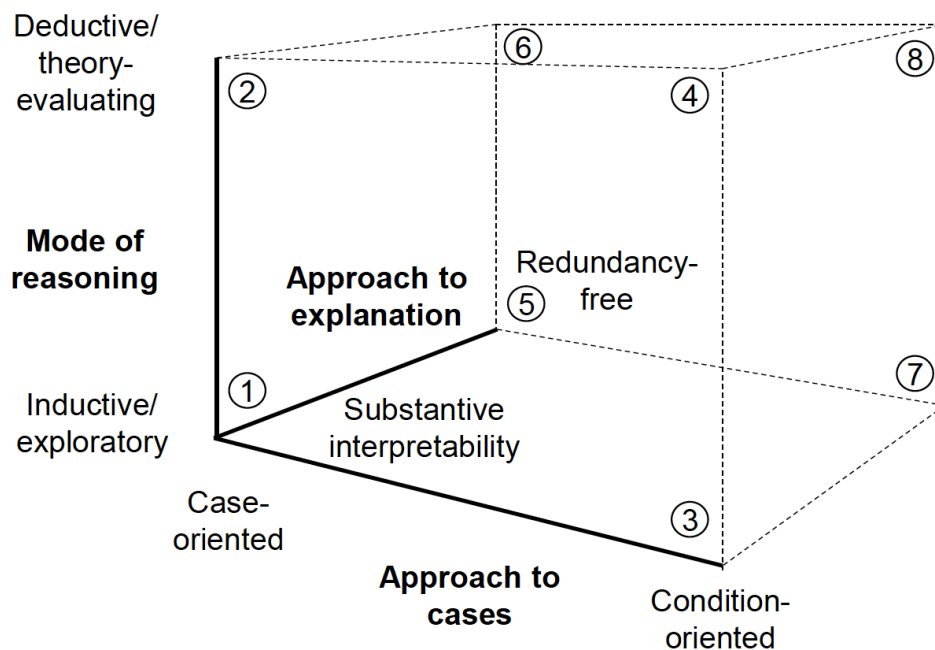 Deductive/
theory-
evaluating
6
8
2
4
Mode of
reasoning
Approach to
explanation
Redundancy-
free
5
1
7
Inductive/
exploratory
Substantive
interpretability
Case-
oriented
3
Approach to
cases
Condition-
oriented